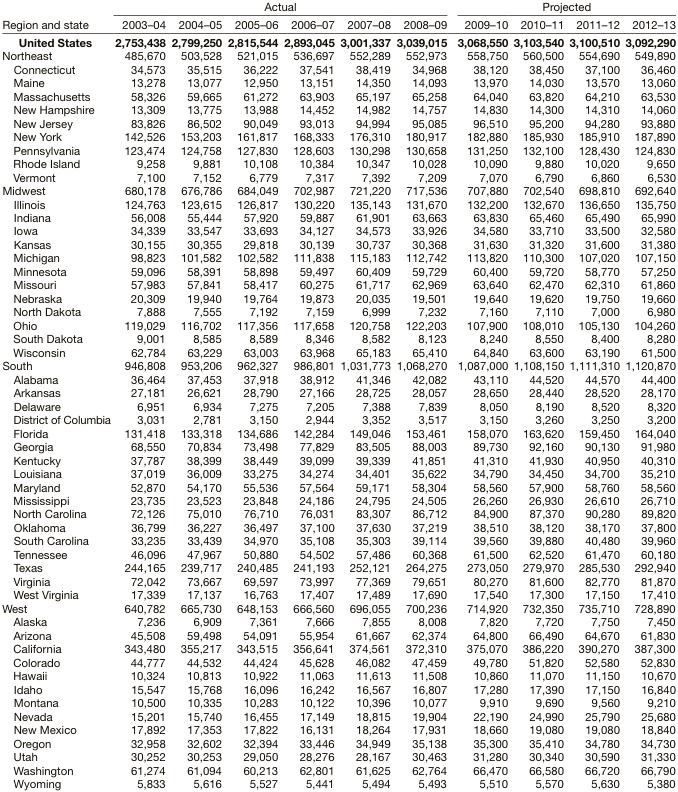 Actual Projected
Region and state 2003–04 2004–05 2005–06 2006–07 2007–08 2008–09 2009–10 2010–11 2011–12 2012–13
United States 2,753,438 2,799,250 2,815,544 2,893,045 3,001,337 3,039,015 3,068,550 3,103,540 3,100,510 3,092,290
Northeast 485,670 503,528 521,015 536,697 552,289 552,973 558,750 560,500 554,690 549,890
Connecticut 34,573 35,515 36,222 37,541 38,419 34,968 38,120 38,450 37,100 36,460
Maine 13,278 13,077 12,950 13,151 14,350 14,093 13,970 14,030 13,570 13,060
Massachusetts 58,326 59,665 61,272 63,903 65,197 65,258 64,040 63,820 64,210 63,530
New Hampshire 13,309 13,775 13,988 14,452 14,982 14,757 14,830 14,300 14,310 14,060
New Jersey 83,826 86,502 90,049 93,013 94,994 95,085 96,510 95,200 94,280 93,880
New York 142,526 153,203 161,817 168,333 176,310 180,917 182,880 185,930 185,910 187,890
Pennsylvania 123,474 124,758 127,830 128,603 130,298 130,658 131,250 132,100 128,430 124,830
Rhode Island 9,258 9,881 10,108 10,384 10,347 10,028 10,090 9,880 10,020 9,650
Vermont 7,100 7,152 6,779 7,317 7,392 7,209 7,070 6,790 6,860 6,530
Midwest 680,178 676,786 684,049 702,987 721,220 717,536 707,880 702,540 698,810 692,640
Illinois 124,763 123,615 126,817 130,220 135,143 131,670 132,200 132,670 136,650 135,750
Indiana 56,008 55,444 57,920 59,887 61,901 63,663 63,830 65,460 65,490 65,990
Iowa 34,339 33,547 33,693 34,127 34,573 33,926 34,580 33,710 33,500 32,580
Kansas 30,155 30,355 29,818 30,139 30,737 30,368 31,630 31,320 31,600 31,380
Michigan 98,823 101,582 102,582 111,838 115,183 112,742 113,820 110,300 107,020 107,150
Minnesota 59,096 58,391 58,898 59,497 60,409 59,729 60,400 59,720 58,770 57,250
Missouri 57,983 57,841 58,417 60,275 61,717 62,969 63,640 62,470 62,310 61,860
Nebraska 20,309 19,940 19,764 19,873 20,035 19,501 19,640 19,620 19,750 19,660
North Dakota 7,888 7,555 7,192 7,159 6,999 7,232 7,160 7,110 7,000 6,980
Ohio 119,029 116,702 117,356 117,658 120,758 122,203 107,900 108,010 105,130 104,260
South Dakota 9,001 8,585 8,589 8,346 8,582 8,123 8,240 8,550 8,400 8,280
Wisconsin 62,784 63,229 63,003 63,968 65,183 65,410 64,840 63,600 63,190 61,500
South 946,808 953,206 962,327 986,801 1,031,773 1,068,270 1,087,000 1,108,150 1,111,310 1,120,870
Alabama 36,464 37,453 37,918 38,912 41,346 42,082 43,110 44,520 44,570 44,400
Arkansas 27,181 26,621 28,790 27,166 28,725 28,057 28,650 28,440 28,520 28,170
Delaware 6,951 6,934 7,275 7,205 7,388 7,839 8,050 8,190 8,520 8,320
District of Columbia 3,031 2,781 3,150 2,944 3,352 3,517 3,150 3,260 3,250 3,200
Florida 131,418 133,318 134,686 142,284 149,046 153,461 158,070 163,620 159,450 164,040
Georgia 68,550 70,834 73,498 77,829 83,505 88,003 89,730 92,160 90,130 91,980
Kentucky 37,787 38,399 38,449 39,099 39,339 41,851 41,310 41,930 40,950 40,310
Louisiana 37,019 36,009 33,275 34,274 34,401 35,622 34,790 34,450 34,700 35,210
Maryland 52,870 54,170 55,536 57,564 59,171 58,304 58,560 57,900 58,760 58,560
Mississippi 23,735 23,523 23,848 24,186 24,795 24,505 26,260 26,930 26,610 26,710
North Carolina 72,126 75,010 76,710 76,031 83,307 86,712 84,900 87,370 90,280 89,820
Oklahoma 36,799 36,227 36,497 37,100 37,630 37,219 38,510 38,120 38,170 37,800
South Carolina 33,235 33,439 34,970 35,108 35,303 39,114 39,560 39,880 40,480 39,960
Tennessee 46,096 47,967 50,880 54,502 57,486 60,368 61,500 62,520 61,470 60,180
Texas 244,165 239,717 240,485 241,193 252,121 264,275 273,050 279,970 285,530 292,940
Virginia 72,042 73,667 69,597 73,997 77,369 79,651 80,270 81,600 82,770 81,870
West Virginia 17,339 17,137 16,763 17,407 17,489 17,690 17,540 17,300 17,150 17,410
West 640,782 665,730 648,153 666,560 696,055 700,236 714,920 732,350 735,710 728,890
Alaska 7,236 6,909 7,361 7,666 7,855 8,008 7,820 7,720 7,750 7,450
Arizona 45,508 59,498 54,091 55,954 61,667 62,374 64,800 66,490 64,670 61,830
California 343,480 355,217 343,515 356,641 374,561 372,310 375,070 386,220 390,270 387,300
Colorado 44,777 44,532 44,424 45,628 46,082 47,459 49,780 51,820 52,580 52,830
Hawaii 10,324 10,813 10,922 11,063 11,613 11,508 10,860 11,070 11,150 10,670
Idaho 15,547 15,768 16,096 16,242 16,567 16,807 17,280 17,390 17,150 16,840
Montana 10,500 10,335 10,283 10,122 10,396 10,077 9,910 9,690 9,560 9,210
Nevada 15,201 15,740 16,455 17,149 18,815 19,904 22,190 24,990 25,790 25,680
New Mexico 17,892 17,353 17,822 16,131 18,264 17,931 18,660 19,080 19,080 18,840
Oregon 32,958 32,602 32,394 33,446 34,949 35,138 35,300 35,410 34,780 34,730
Utah 30,252 30,253 29,050 28,276 28,167 30,463 31,280 30,340 30,590 31,330
Washington 61,274 61,094 60,213 62,801 61,625 62,764 66,470 66,580 66,720 66,790
Wyoming 5,833 5,616 5,527 5,441 5,494 5,493 5,510 5,570 5,630 5,380